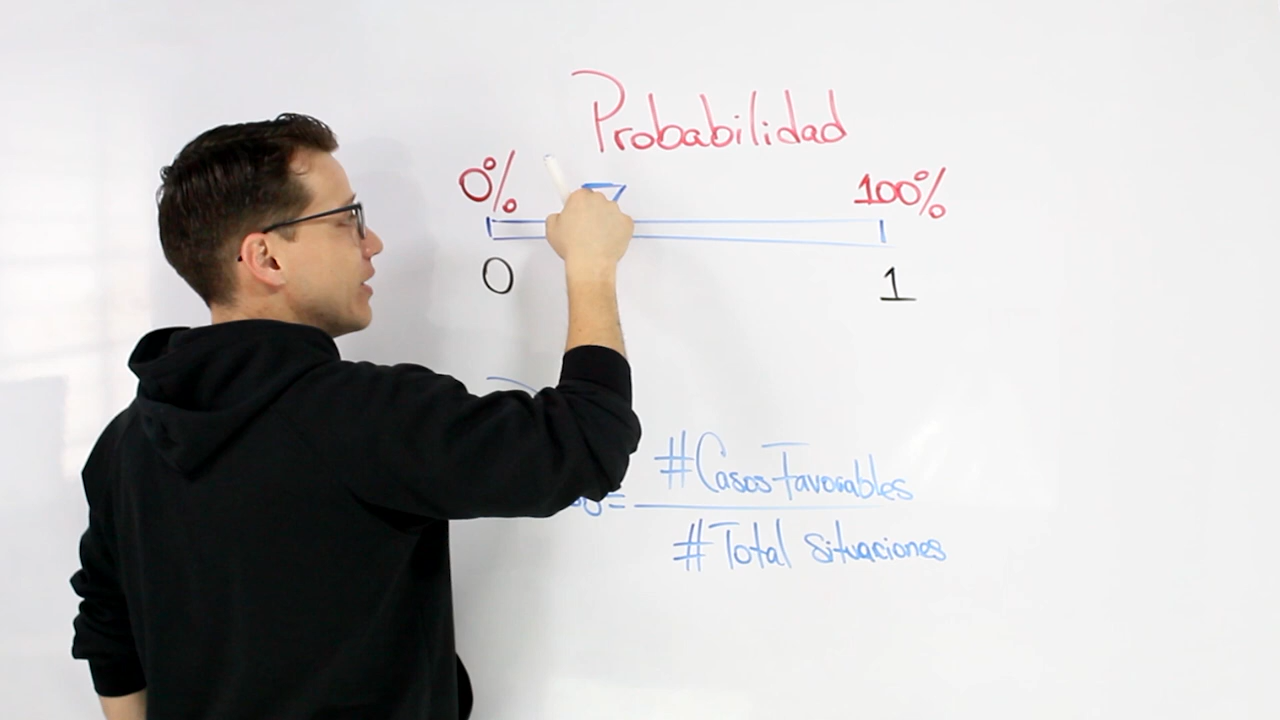 Probabilidad
0% 100%
0 1
#Casos Favorables
#Total Situaciones